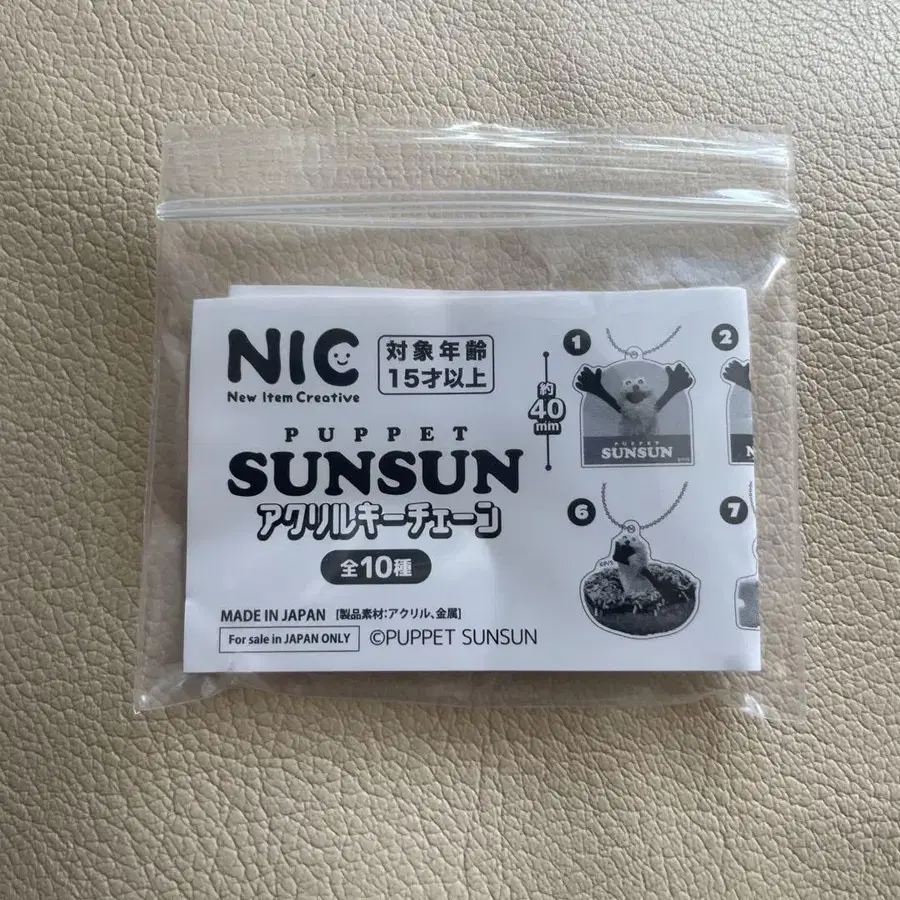 NIC
New Item Creative
対象年齢
15才以上
PUPPET
SUNSUN
アクリルキーチェーン
全10種
MADE IN JAPAN [製品素材:アクリル、金属]
For sale in JAPAN ONLY
©PUPPET SUNSUN
約
40
mm
1
PUPPET
SUNSUN
2
6
7